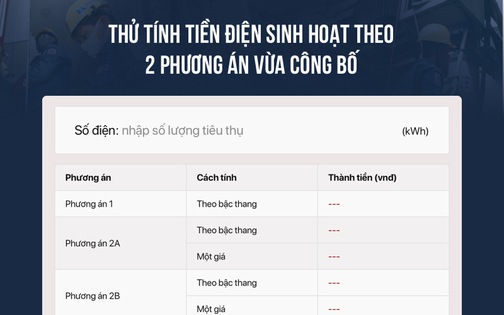 THỬ TÍNH TIỀN ĐIỆN SINH HOẠT THEO
2 PHƯƠNG ÁN VỪA CÔNG BỐ
Số điện: nhập số lượng tiêu thụ (kWh)
Phương án Cách tính Thành tiền (vnđ)
Phương án 1 Theo bậc thang ---
Phương án 2A Theo bậc thang ---
Một giá ---
Phương án 2B Theo bậc thang ---
Một giá ---